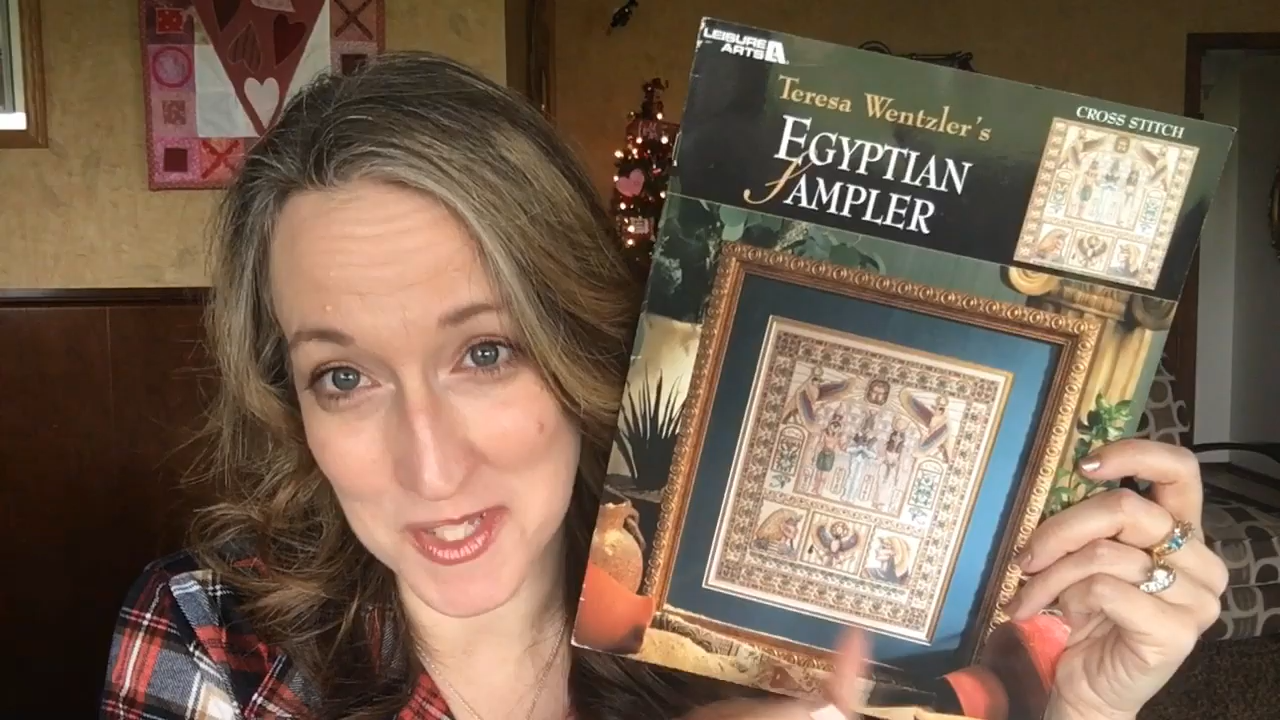 LEISURE
ARTS
Teresa Wentzler's
EGYPTIAN
SAMPLER
CROSS STITCH